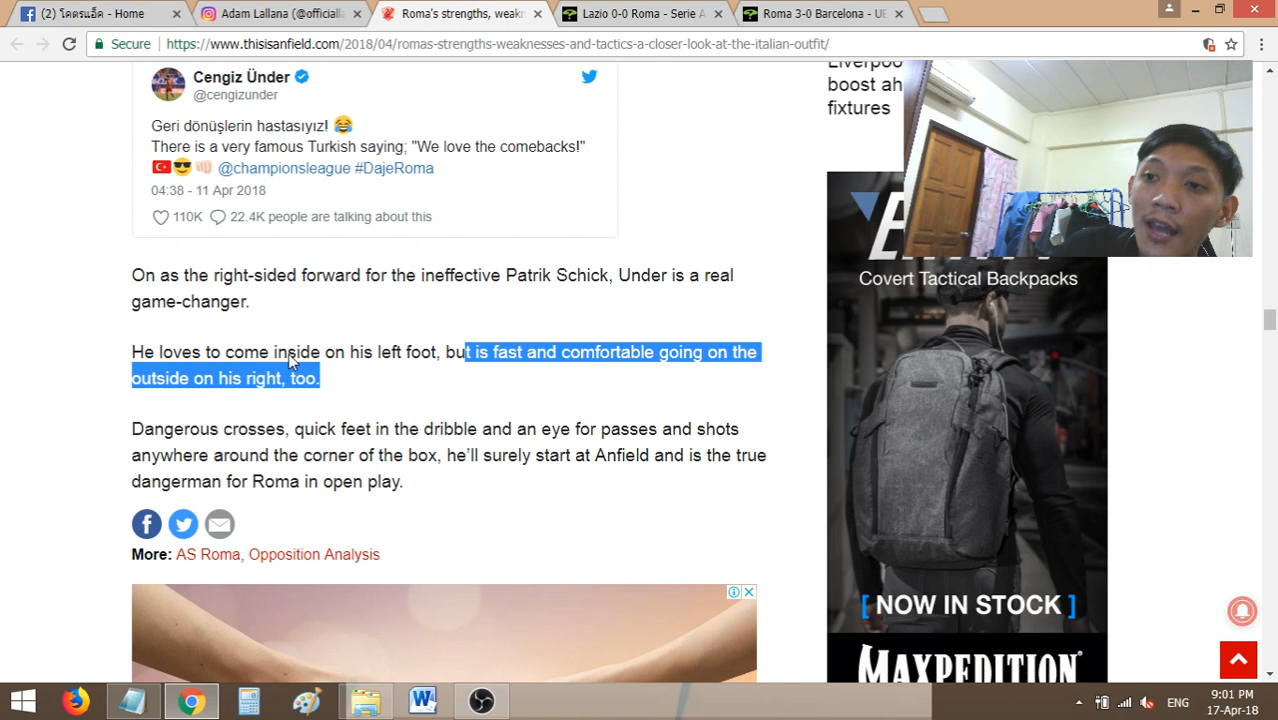 (2) โคตรแอ็ด - Home
Adam Lallana (@officiall
Roma's strengths, weakn
Lazio 0-0 Roma - Serie A
Roma 3-0 Barcelona - UE
Secure
https://www.thisisanfield.com/2018/04/romas-strengths-weaknesses-and-tactics-a-closer-look-at-the-italian-outfit/
Cengiz Ünder
@cengizunder
Geri dönüşlerin hastasıyız! 😂
There is a very famous Turkish saying; "We love the comebacks!"
🇹🇷😎👊🏻 @championsleague #DajeRoma
04:38 - 11 Apr 2018
110K 22.4K people are talking about this
On as the right-sided forward for the ineffective Patrik Schick, Under is a real
game-changer.
He loves to come inside on his left foot, but is fast and comfortable going on the
outside on his right, too.
Dangerous crosses, quick feet in the dribble and an eye for passes and shots
anywhere around the corner of the box, he'll surely start at Anfield and is the true
dangerman for Roma in open play.
More: AS Roma, Opposition Analysis
Liverpoo
boost ah
fixtures
Covert Tactical Backpacks
[ NOW IN STOCK ]
MAXPEDITION
ENG
9:01 PM
17-Apr-18